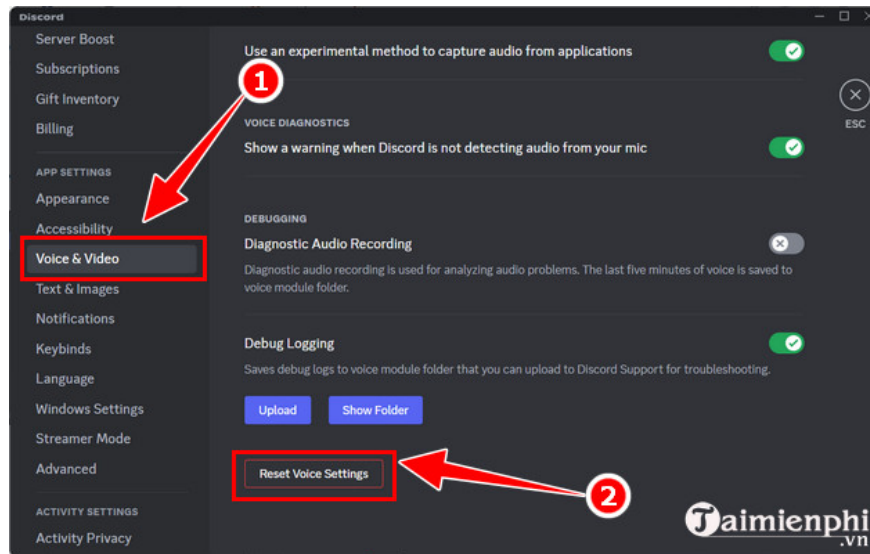 Discord
Server Boost
Subscriptions
Gift Inventory
Billing
APP SETTINGS
Appearance
Accessibility
Voice & Video
Text & Images
Notifications
Keybinds
Language
Windows Settings
Streamer Mode
Advanced
ACTIVITY SETTINGS
Activity Privacy
1
Use an experimental method to capture audio from applications
VOICE DIAGNOSTICS
Show a warning when Discord is not detecting audio from your mic
DEBUGGING
Diagnostic Audio Recording
Diagnostic audio recording is used for analyzing audio problems. The last five minutes of voice is saved to
voice module folder.
Debug Logging
Saves debug logs to voice module folder that you can upload to Discord Support for troubleshooting.
Upload Show Folder
Reset Voice Settings
2
ESC
Taimienphi
.vn